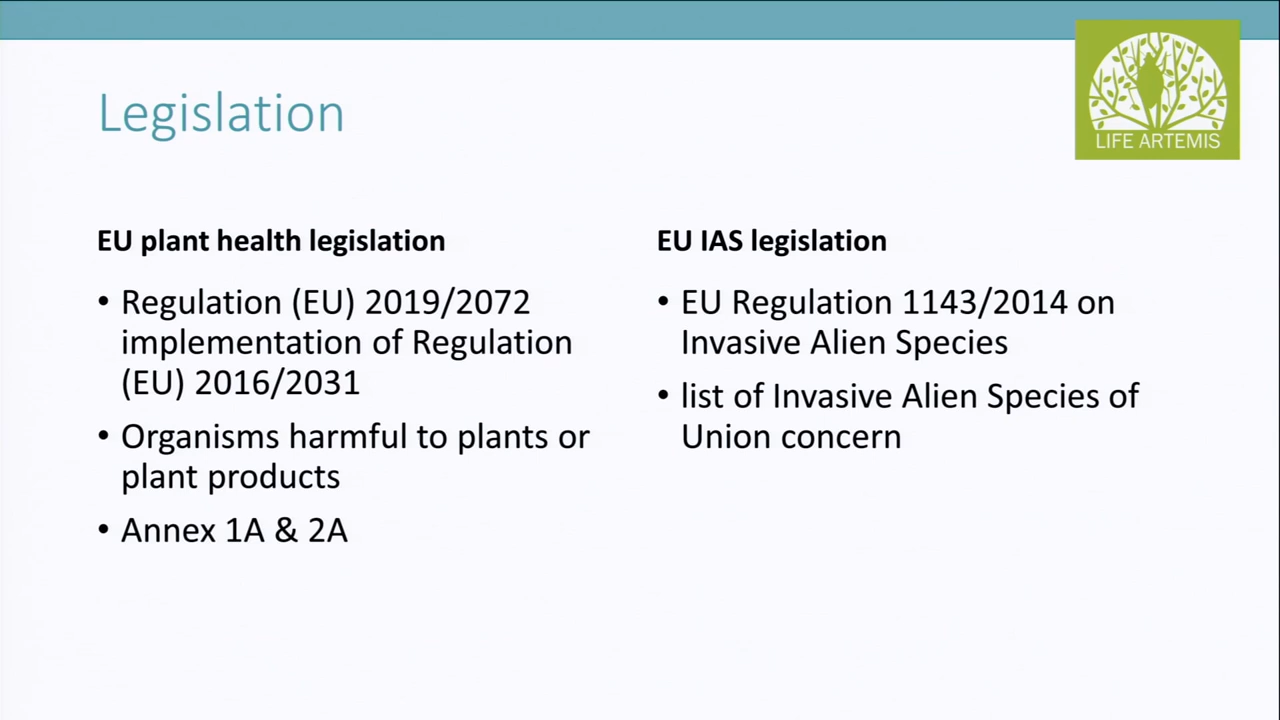 Legislation
LIFE ARTEMIS
EU plant health legislation
• Regulation (EU) 2019/2072
implementation of Regulation
(EU) 2016/2031
• Organisms harmful to plants or
plant products
• Annex 1A & 2A
EU IAS legislation
• EU Regulation 1143/2014 on
Invasive Alien Species
• list of Invasive Alien Species of
Union concern